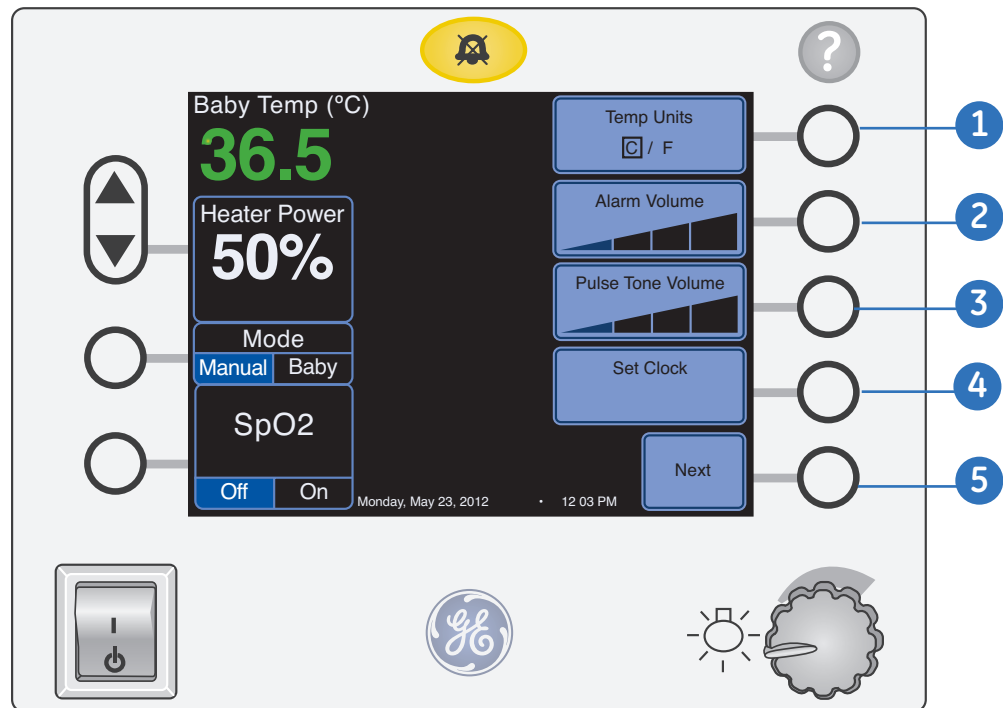 ?
Baby Temp (ºC)
36.5
Heater Power
50%
Mode
Manual Baby
SpO2
Off On
Monday, May 23, 2012 • 12 03 PM
Temp Units
C / F
Alarm Volume
Pulse Tone Volume
Set Clock
Next
1
2
3
4
5
I
GE